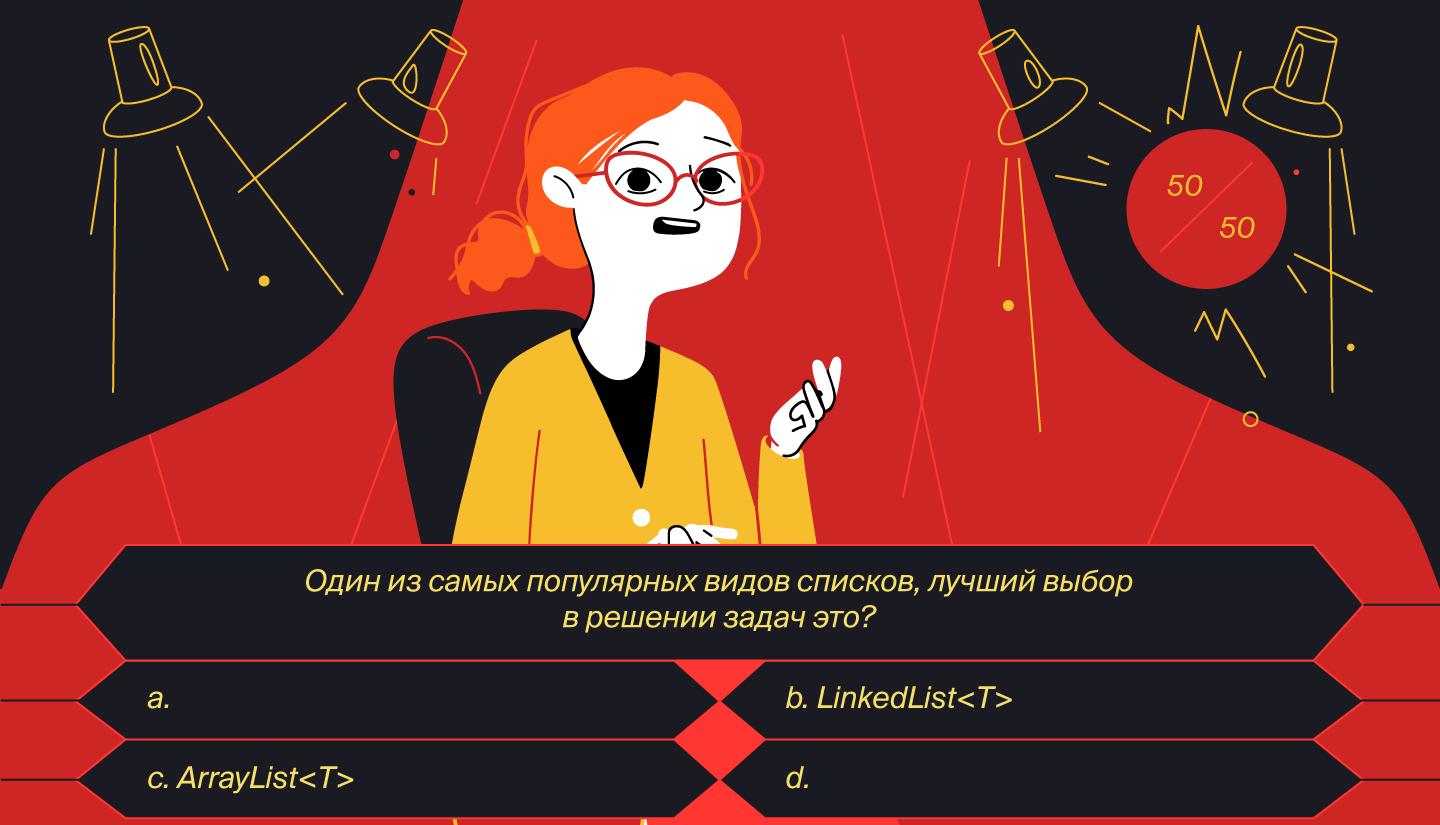 50
50
Один из самых популярных видов списков, лучший выбор
в решении задач это?
a.
b. LinkedList<T>
c. ArrayList<T>
d.